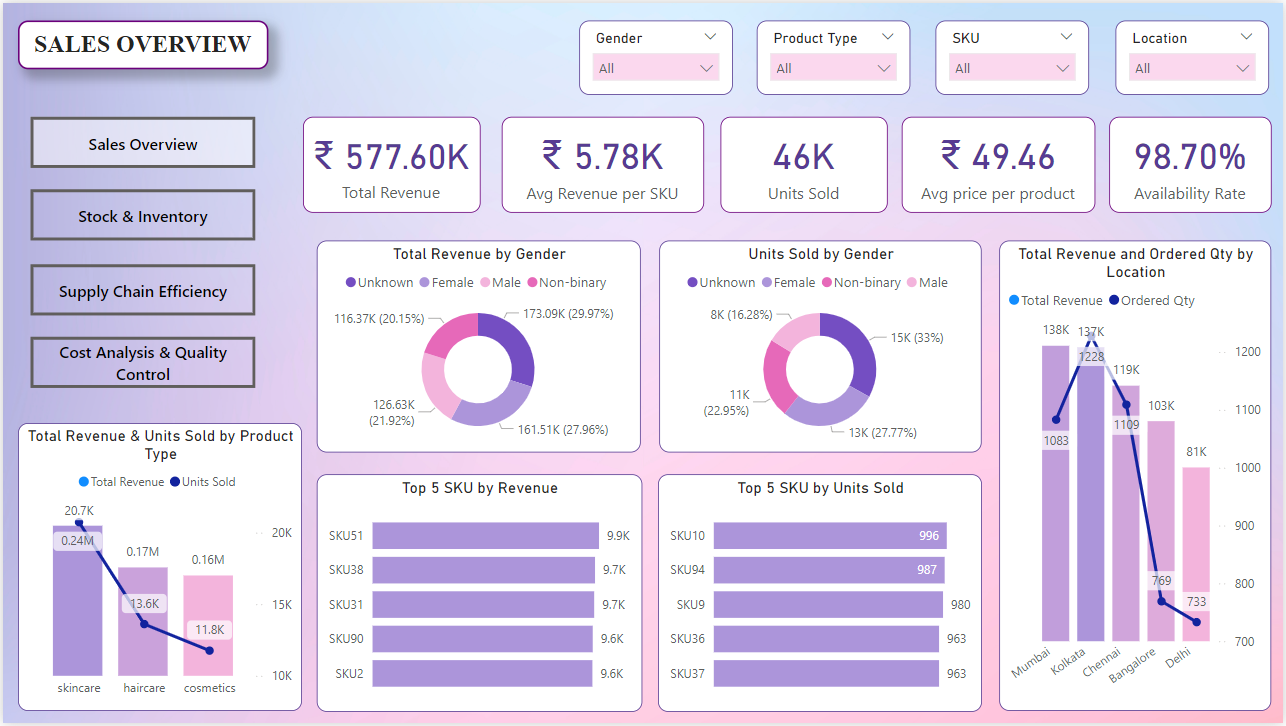 SALES OVERVIEW
Gender
All
Product Type
All
SKU
All
Location
All
Sales Overview
Stock & Inventory
Supply Chain Efficiency
Cost Analysis & Quality
Control
₹ 577.60K
Total Revenue
₹ 5.78K
Avg Revenue per SKU
46K
Units Sold
₹ 49.46
Avg price per product
98.70%
Availability Rate
Total Revenue by Gender
Unknown Female Male Non-binary
116.37K (20.15%)
173.09K (29.97%)
126.63K
(21.92%)
161.51K (27.96%)
Units Sold by Gender
Unknown Female Non-binary Male
8K (16.28%)
15K (33%)
11K
(22.95%)
13K (27.77%)
Total Revenue and Ordered Qty by
Location
Total Revenue Ordered Qty
138K
137K
119K
103K
81K
1083
1228
1109
769
733
1200
1100
1000
900
800
700
Mumbai
Kolkata
Chennai
Bangalore
Delhi
Total Revenue & Units Sold by Product
Type
Total Revenue Units Sold
20.7K
0.24M
0.17M
13.6K
0.16M
11.8K
20K
15K
10K
skincare haircare cosmetics
Top 5 SKU by Revenue
SKU51 9.9K
SKU38 9.7K
SKU31 9.7K
SKU90 9.6K
SKU2 9.6K
Top 5 SKU by Units Sold
SKU10 996
SKU94 987
SKU9 980
SKU36 963
SKU37 963